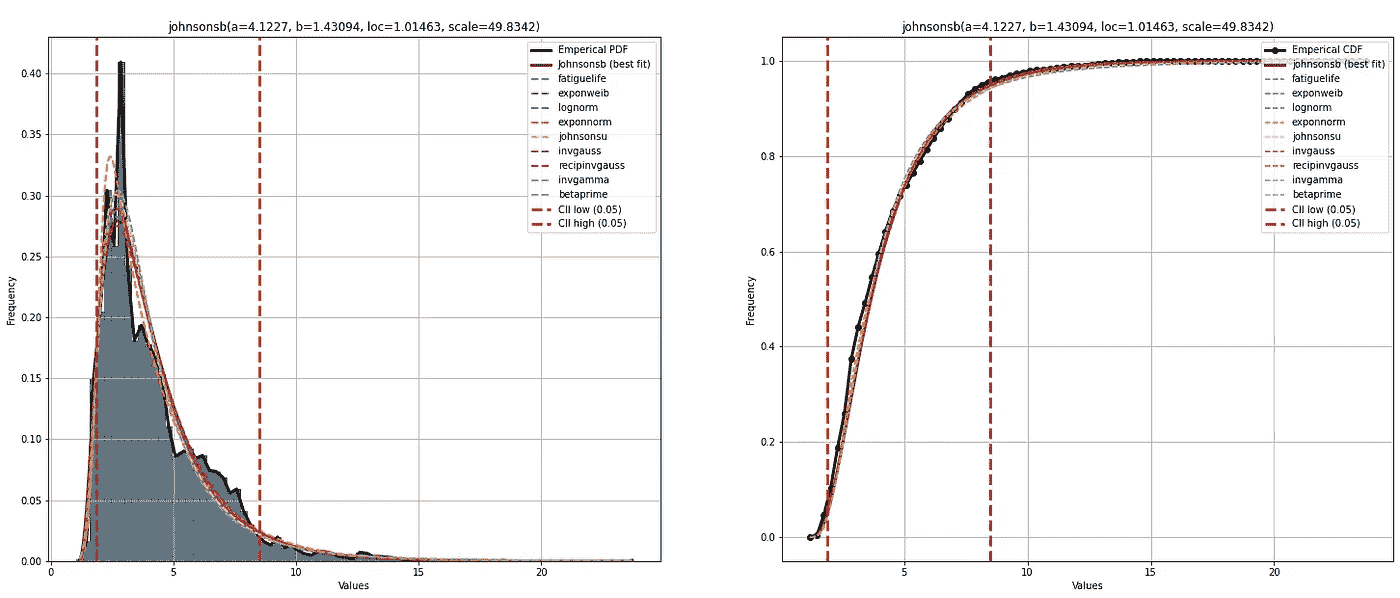 johnsonsb(a=4.1227, b=1.43094, loc=1.01463, scale=49.8342)
Emperical PDF
Johnsonsb (best fit)
fatiguelife
exponweib
lognorm
exponnorm
johnsonsu
invgauss
recipinvgauss
invgamma
betaprime
CII low (0.05)
CII high (0.05)
0.40
0.35
0.30
0.25
0.20
0.15
0.10
0.05
0.00
Frequency
0
5
10
15
20
Values
johnsonsb(a=4.1227, b=1.43094, loc=1.01463, scale=49.8342)
Emperical CDF
johnsonsb (best fit)
fatiguelife
exponweib
lognorm
exponnorm
johnsonsu
invgauss
recipinvgauss
invgamma
betaprime
CII low (0.05)
CII high (0.05)
1.0
0.8
0.6
0.4
0.2
0.0
Frequency
5
10
15
20
Values